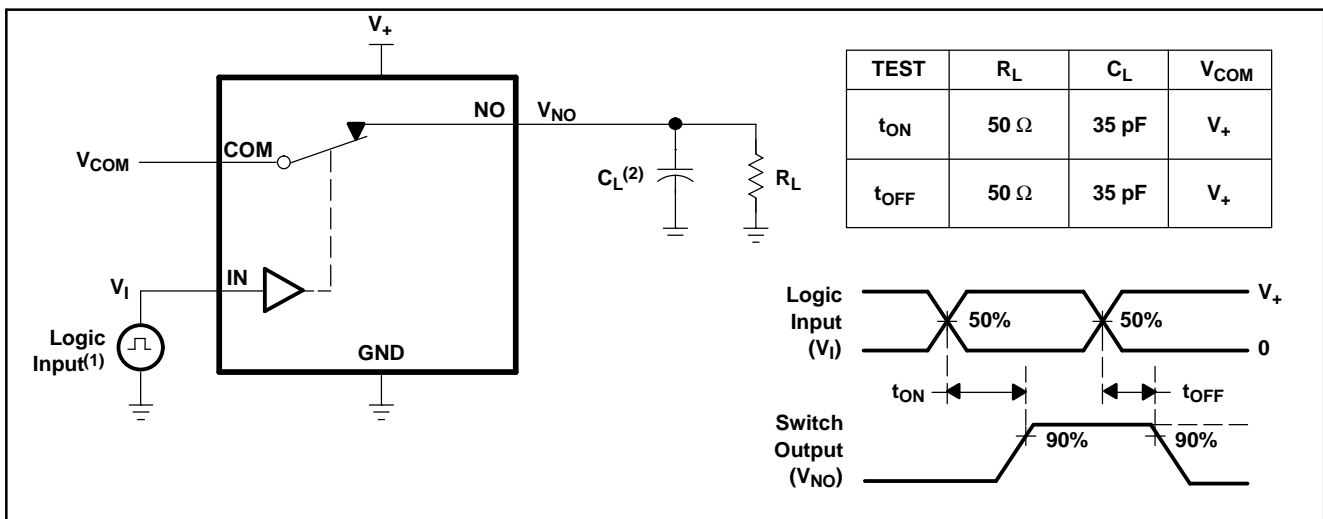 V+
TEST RL CL VCOM
tON 50 Ω 35 pF V+
tOFF 50 Ω 35 pF V+
NO VNO
VCOM COM
CL(2) RL
VI IN
Logic
Input(1)
GND
Logic
Input
(VI)
50% 50%
V+
0
tON tOFF
Switch
Output
(VNO)
90% 90%